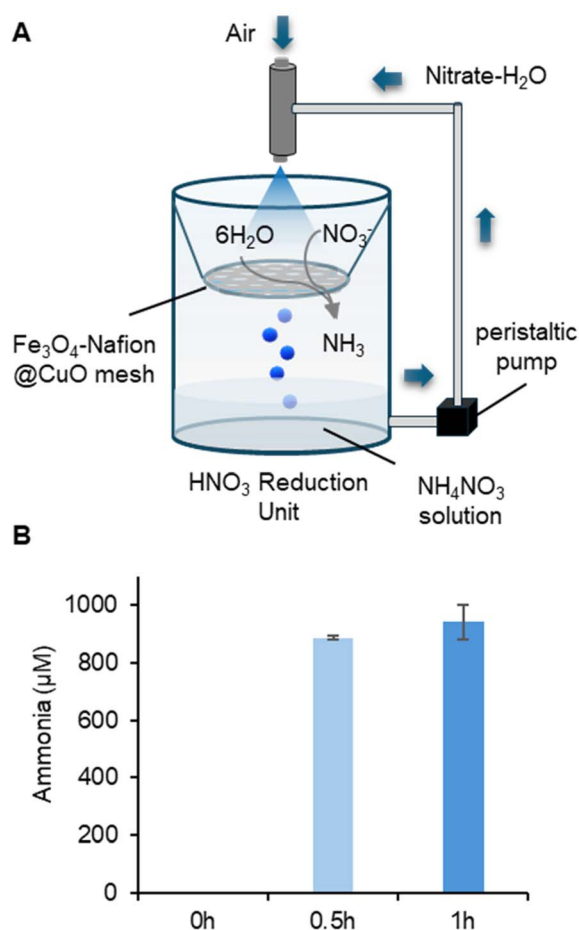 A
Air
Nitrate-H₂O
6H₂O
NO₃⁻
Fe₃O₄-Nafion
@CuO mesh
NH₃
peristaltic
pump
HNO₃ Reduction
Unit
NH₄NO₃
solution
B
Ammonia (µM)
1000
800
600
400
200
0
0h 0.5h 1h